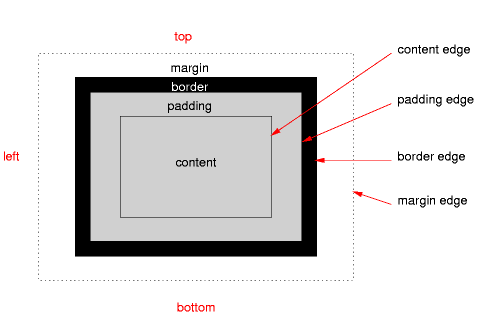 top
content edge
margin
border
padding edge
padding
left
content
border edge
margin edge
bottom